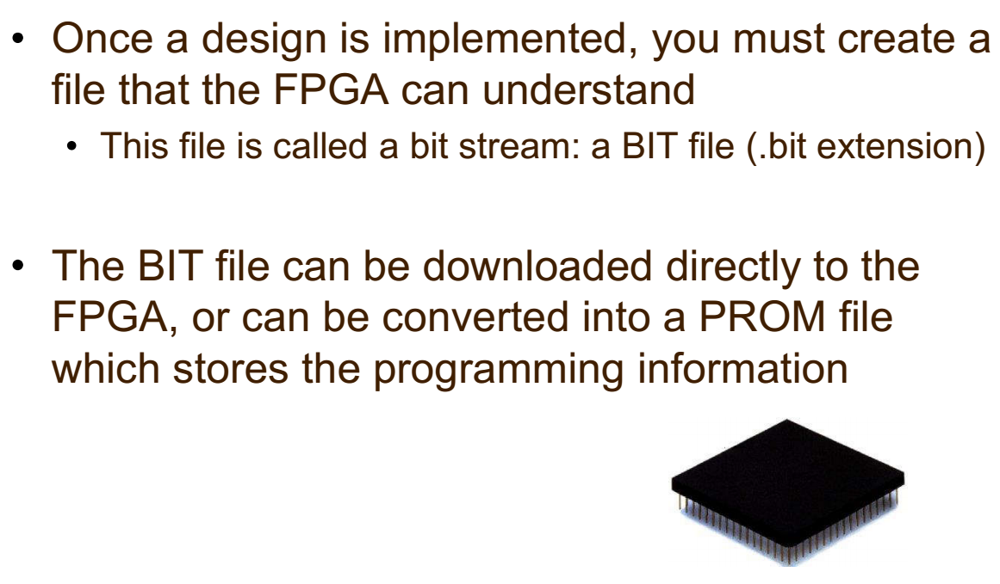 • Once a design is implemented, you must create a
file that the FPGA can understand
• This file is called a bit stream: a BIT file (.bit extension)
• The BIT file can be downloaded directly to the
FPGA, or can be converted into a PROM file
which stores the programming information